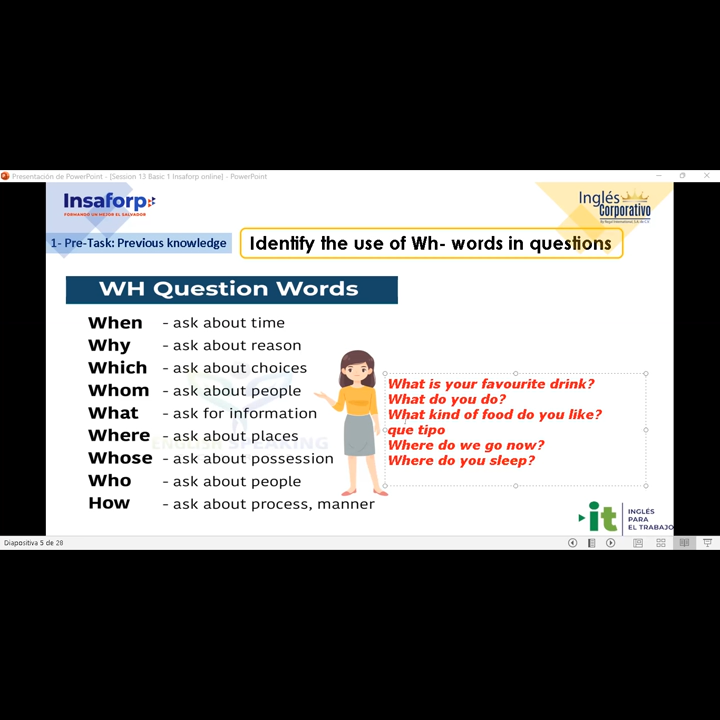 Presentación de PowerPoint - [Session 13 Basic 1 Insaforp online] - PowerPoint
Insaforp
FORMANDO UN MEJOR EL SALVADOR
Inglés
Corporativo
1- Pre-Task: Previous knowledge
Identify the use of Wh- words in questions
WH Question Words
When - ask about time
Why - ask about reason
Which - ask about choices
Whom - ask about people
What - ask for information
Where - ask about places
Whose - ask about possession
Who - ask about people
How - ask about process, manner
ENGLISH SPEAKING
What is your favourite drink?
What do you do?
What kind of food do you like?
que tipo
Where do we go now?
Where do you sleep?
it
INGLÉS
PARA
EL TRABAJO
Diapositiva 5 de 28